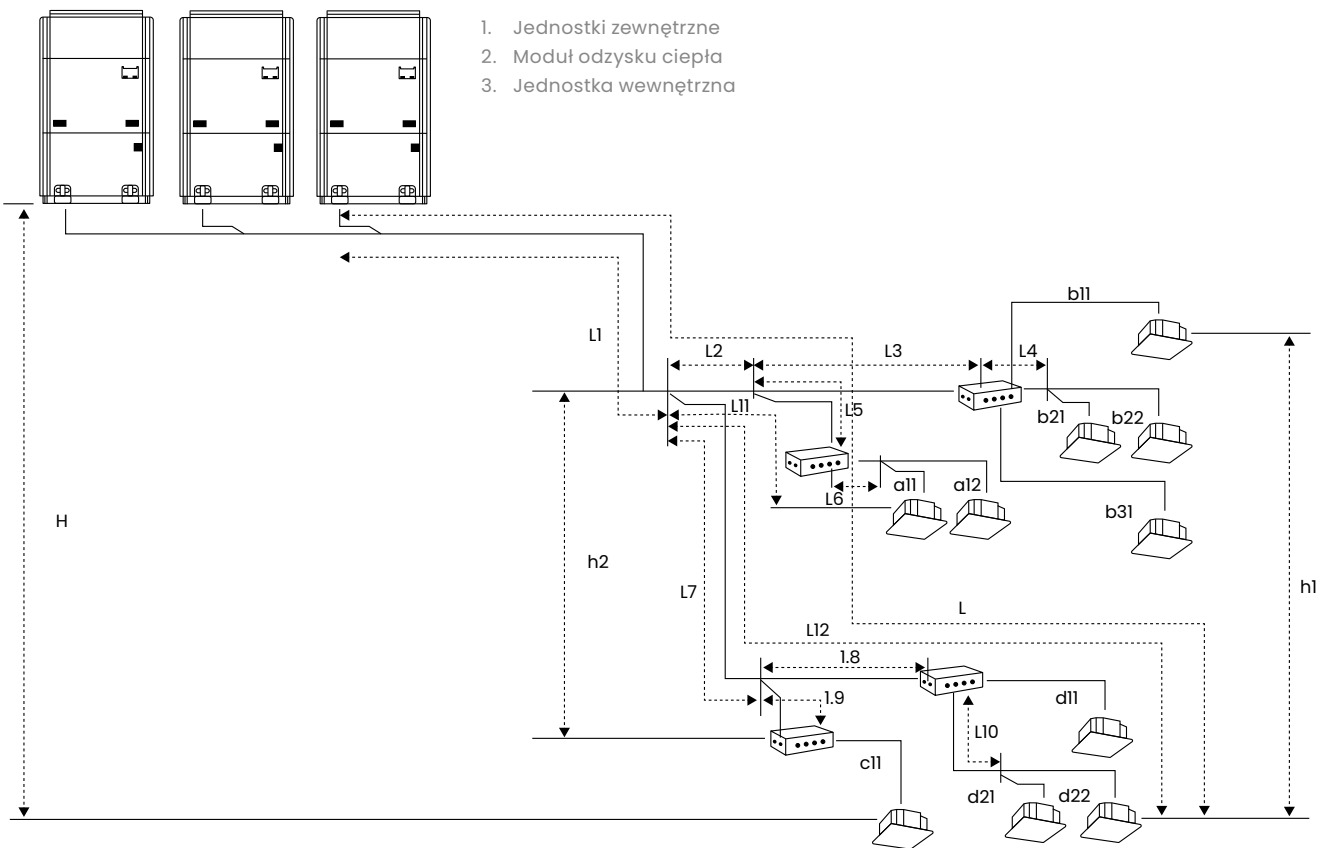 1. Jednostki zewnętrzne
2. Moduł odzysku ciepła
3. Jednostka wewnętrzna
b11
L1
L2
L3
L4
L11
L5
b21
b22
a11
a12
L6
b31
H
h2
h1
L7
L
L12
1.8
1.9
d11
L10
c11
d21
d22